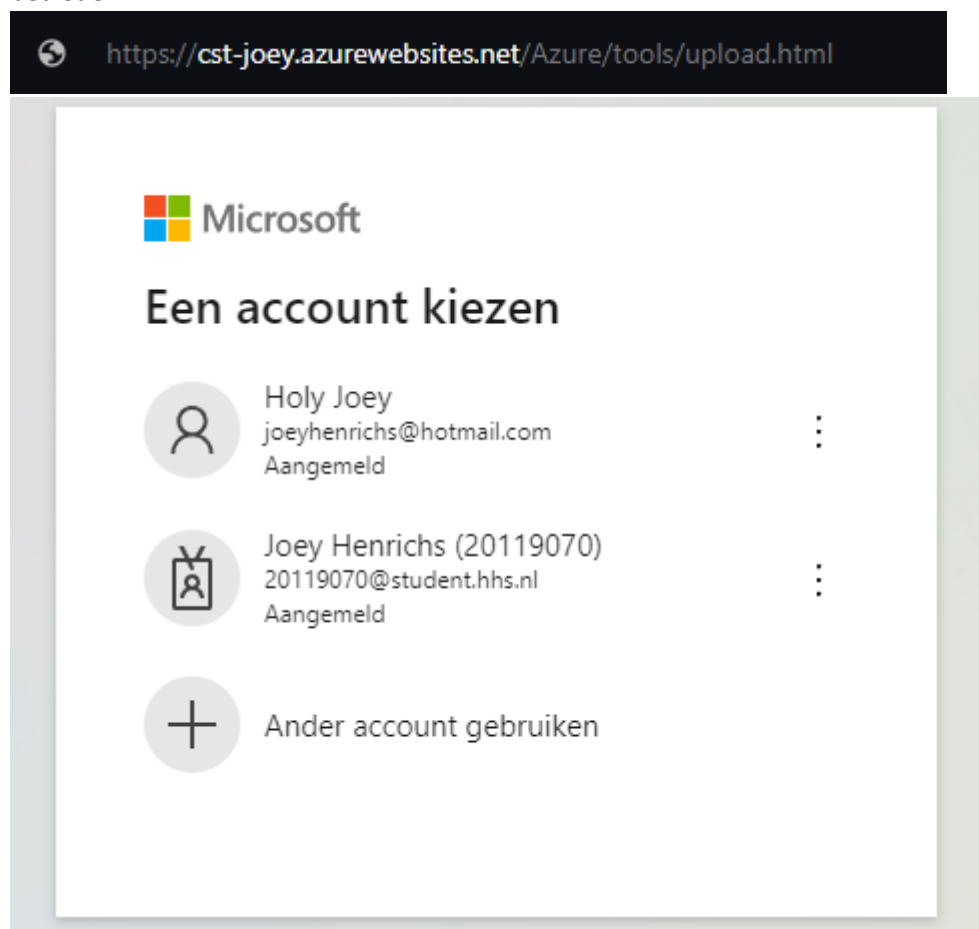 https://cst-joey.azurewebsites.net/Azure/tools/upload.html
Microsoft
Een account kiezen
Holy Joey
joeyhenrichs@hotmail.com
Aangemeld
Joey Henrichs (20119070)
20119070@student.hhs.nl
Aangemeld
Ander account gebruiken